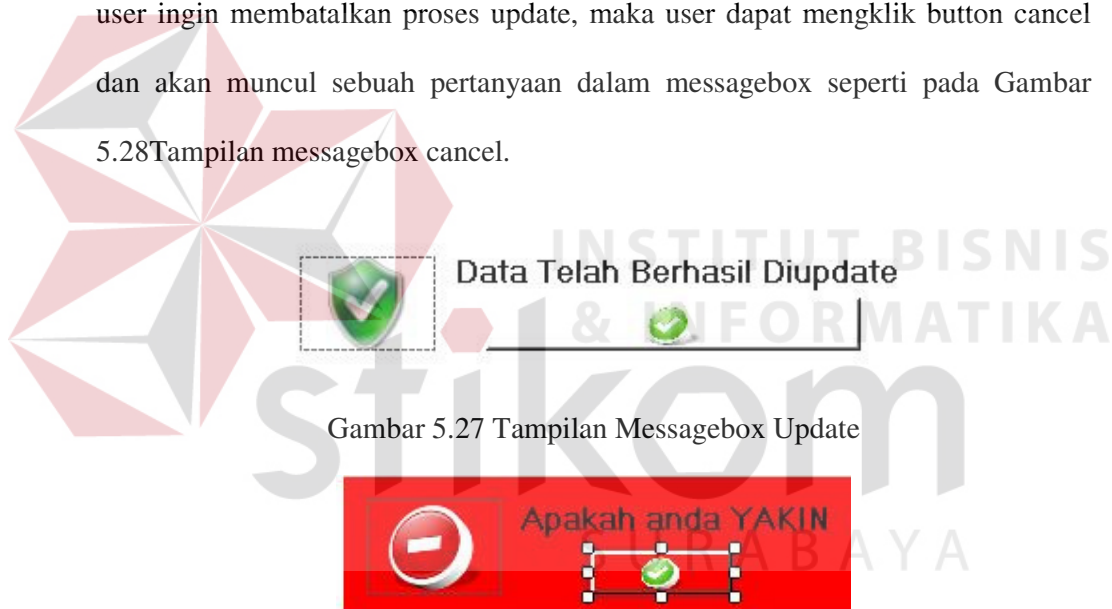 user ingin membatalkan proses update, maka user dapat mengklik button cancel
dan akan muncul sebuah pertanyaan dalam messagebox seperti pada Gambar
5.28Tampilan messagebox cancel.
INSTITUT BISNIS
Data Telah Berhasil Diupdate
& INFORMATIKA
stikom
Gambar 5.27 Tampilan Messagebox Update
Apakah anda YAKIN
SURABAYA